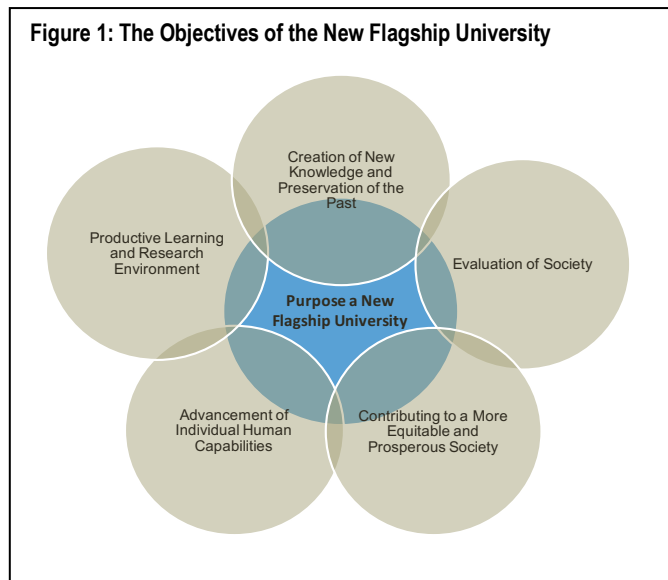 Figure 1: The Objectives of the New Flagship University
Creation of New
Knowledge and
Preservation of the
Past
Productive Learning
and Research
Environment
Evaluation of Society
Purpose a New
Flagship University
Advancement of
Individual Human
Capabilities
Contributing to a More
Equitable and
Prosperous Society